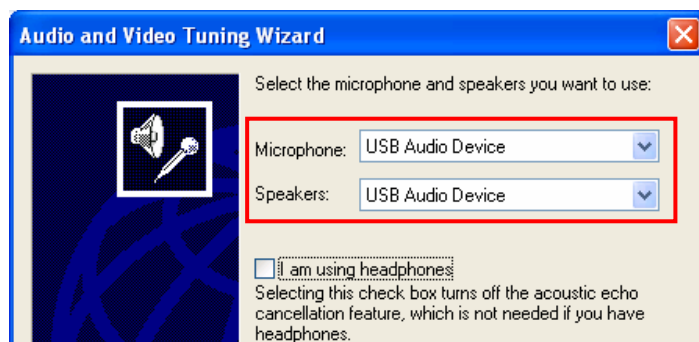 Audio and Video Tuning Wizard
Select the microphone and speakers you want to use:
Microphone: USB Audio Device
Speakers: USB Audio Device
I am using headphones
Selecting this check box turns off the acoustic echo
cancellation feature, which is not needed if you have
headphones.